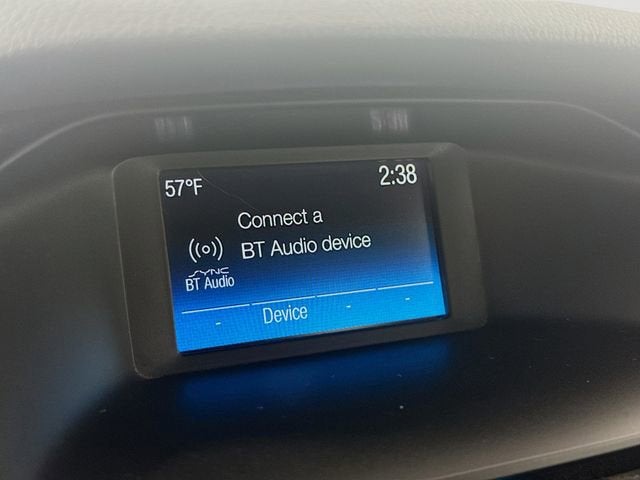 57°F 2:38
Connect a
BT Audio device
SYNC
BT Audio
- Device - -